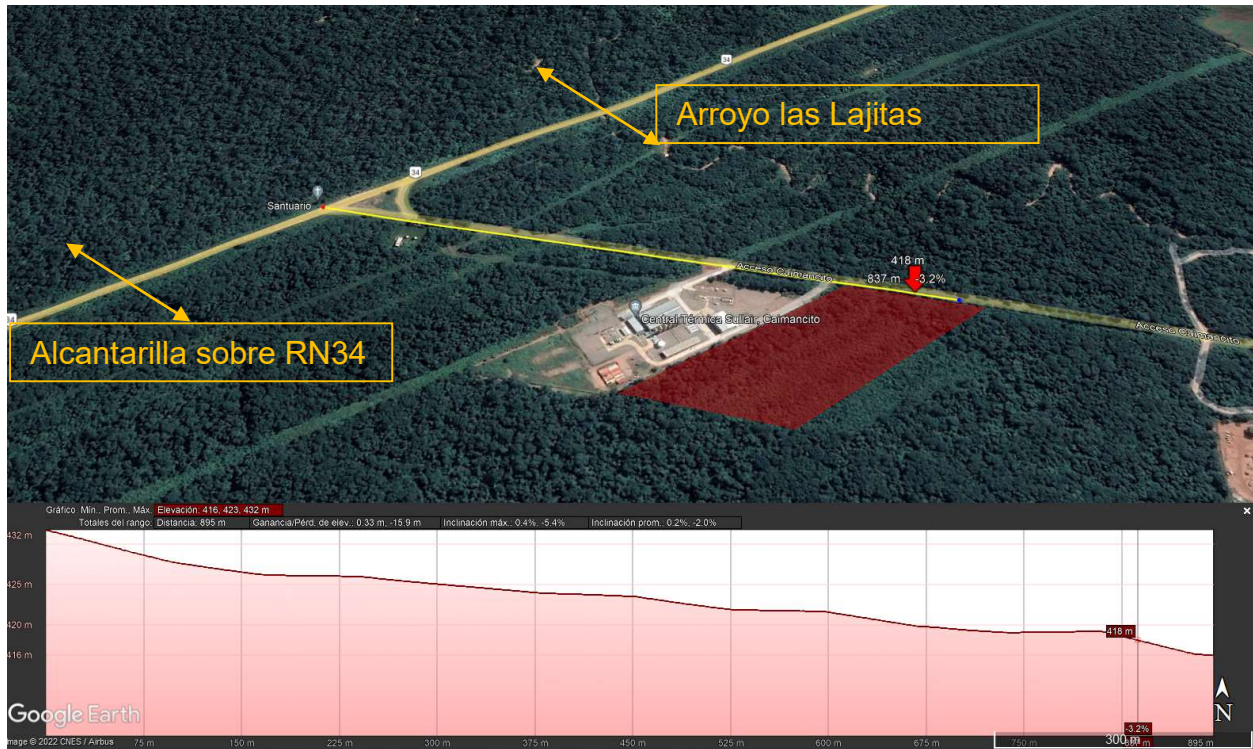 34
Arroyo las Lajitas
34
Santuario
418 m
837 m -3.2%
Acceso Caimancito
Central Térmica Sullair, Caimancito
34
Acceso Caimancito
Alcantarilla sobre RN34
Gráfico Mín., Prom., Máx. Elevación: 416, 423, 432 m
Totales del rango: Distancia: 895 m Ganancia/Pérd. de elev.: 0.33 m, -15.9 m Inclinación máx.: 0.4%, -5.4% Inclinación prom.: 0.2%, -2.0%
432 m
425 m
420 m
418 m
416 m
Google Earth
N
-3.2%
Image © 2022 CNES / Airbus
75 m 150 m 225 m 300 m 375 m 450 m 525 m 600 m 675 m 750 m 895 m
300 m